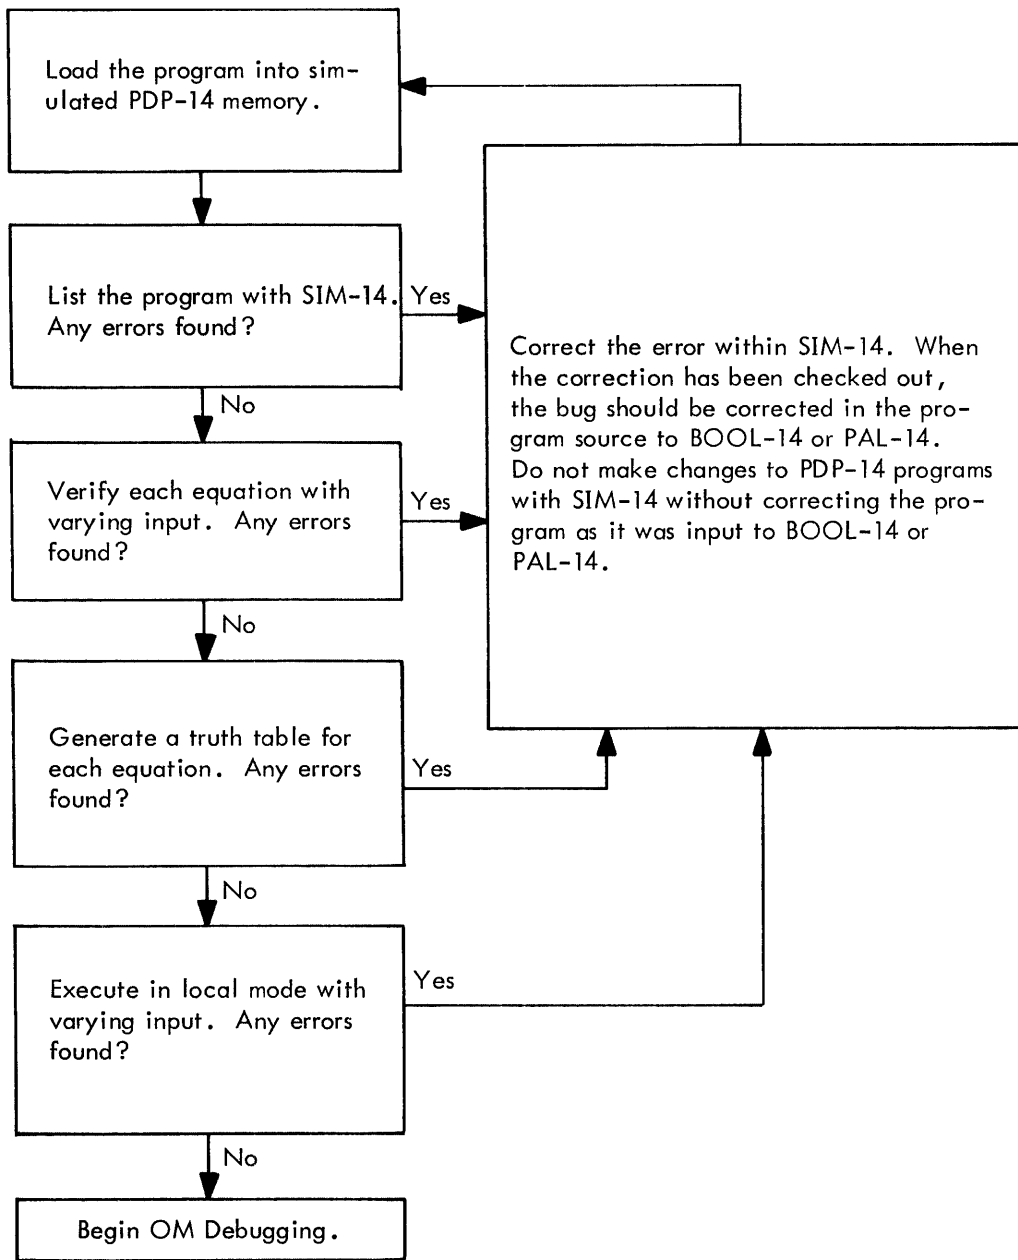 Load the program into sim-
ulated PDP-14 memory.
List the program with SIM-14.
Any errors found?
Yes
No
Verify each equation with
varying input. Any errors
found?
Yes
No
Generate a truth table for
each equation. Any errors
found?
Yes
No
Execute in local mode with
varying input. Any errors
found?
Yes
No
Begin OM Debugging.
Correct the error within SIM-14. When
the correction has been checked out,
the bug should be corrected in the pro-
gram source to BOOL-14 or PAL-14.
Do not make changes to PDP-14 programs
with SIM-14 without correcting the pro-
gram as it was input to BOOL-14 or
PAL-14.